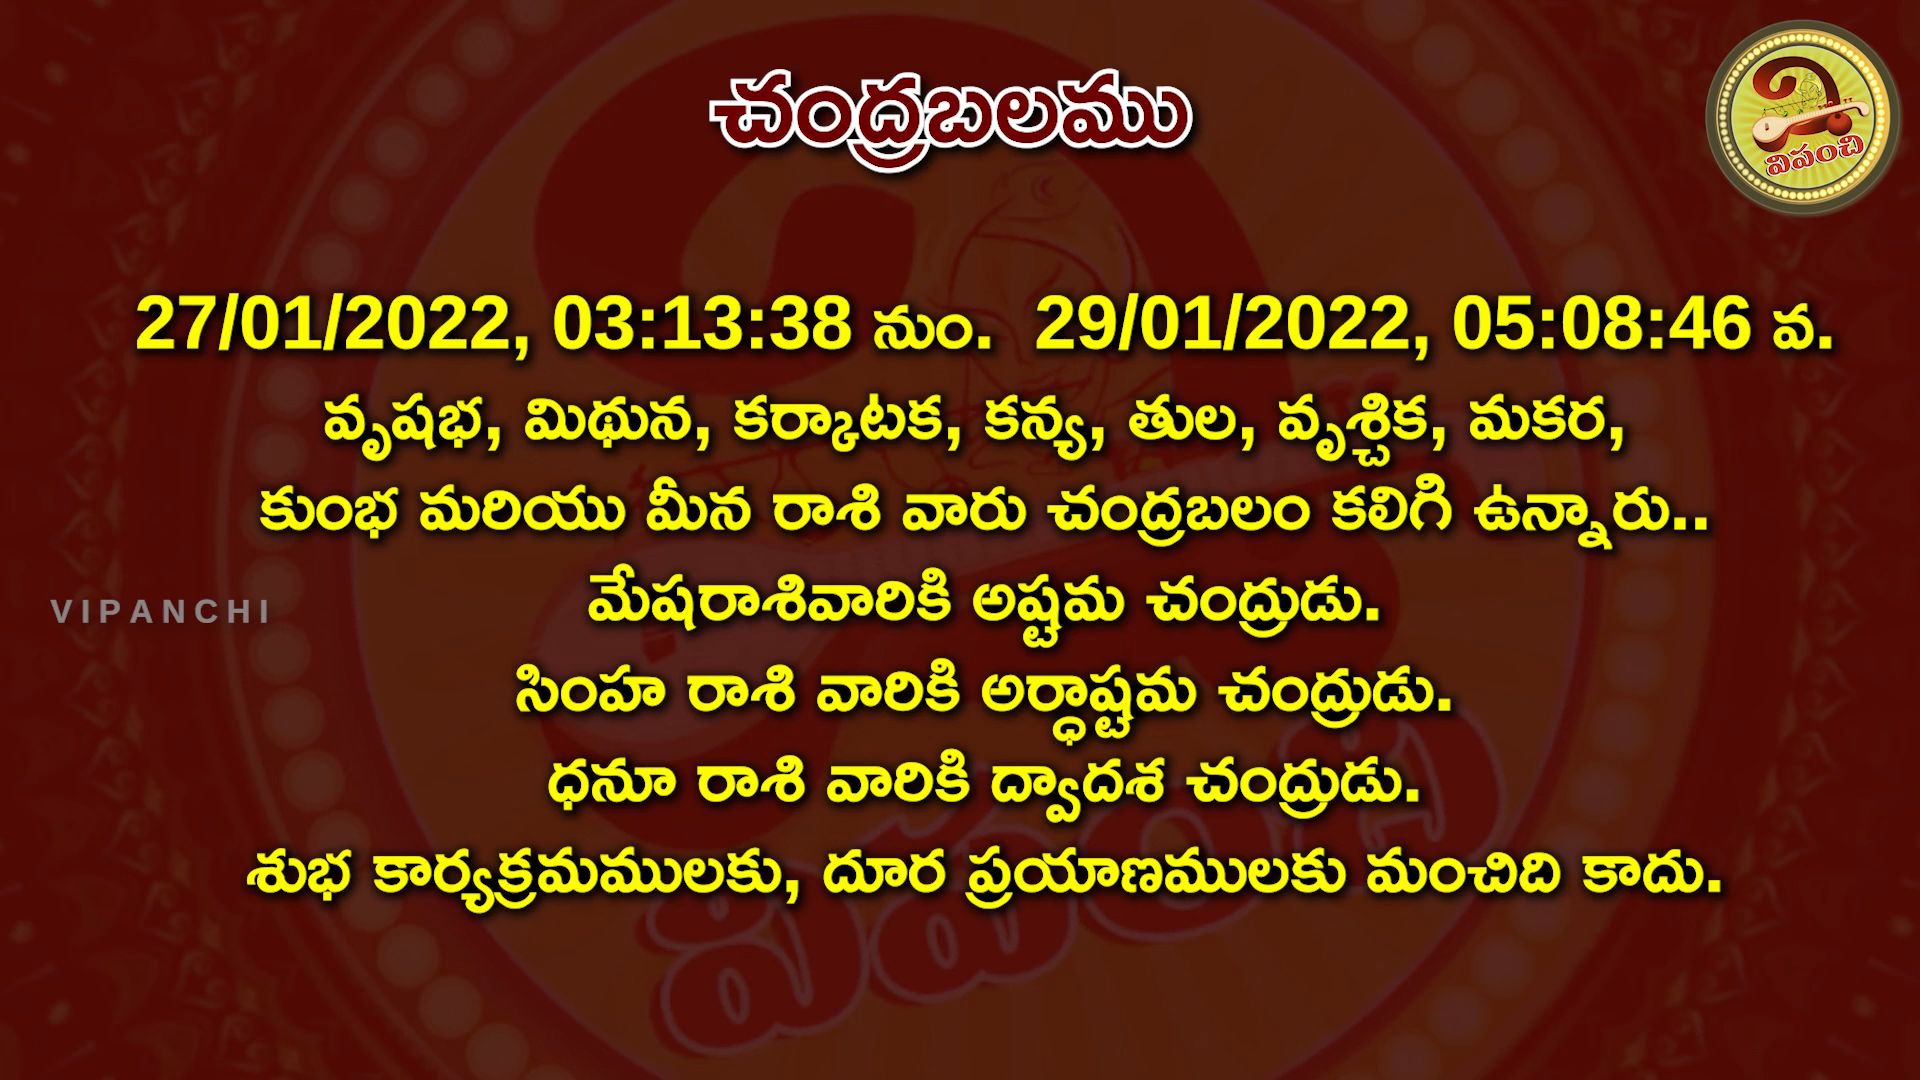 చంద్రబలము
విపంచి
27/01/2022, 03:13:38 నుం. 29/01/2022, 05:08:46 వ.
వృషభ, మిథున, కర్కాటక, కన్య, తుల, వృశ్చిక, మకర,
కుంభ మరియు మీన రాశి వారు చంద్రబలం కలిగి ఉన్నారు..
మేషరాశివారికి అష్టమ చంద్రుడు.
VIPANCHI
సింహ రాశి వారికి అర్ధాష్టమ చంద్రుడు.
ధనూ రాశి వారికి ద్వాదశ చంద్రుడు.
శుభ కార్యక్రమములకు, దూర ప్రయాణములకు మంచిది కాదు.
విపంచి